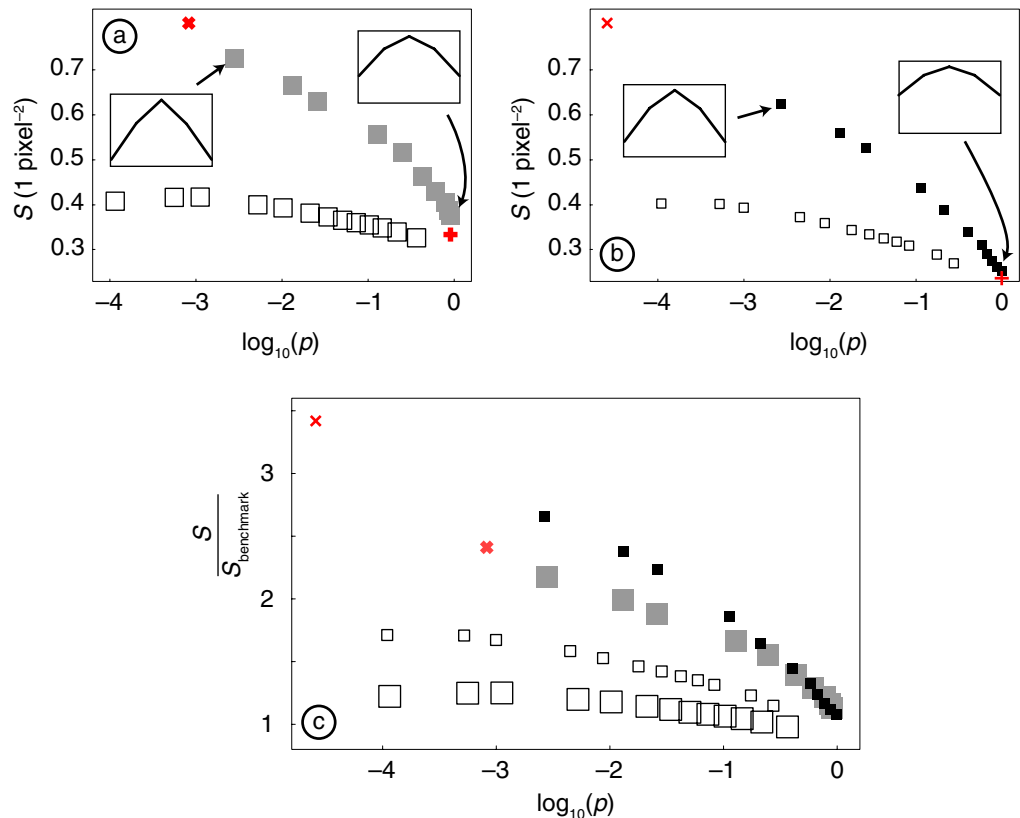 a
S (1 pixel⁻²)
0.7
0.6
0.5
0.4
0.3
−4 −3 −2 −1 0
log₁₀(p)
b
S (1 pixel⁻²)
0.7
0.6
0.5
0.4
0.3
−4 −3 −2 −1 0
log₁₀(p)
c
S
S_benchmark
3
2
1
−4 −3 −2 −1 0
log₁₀(p)